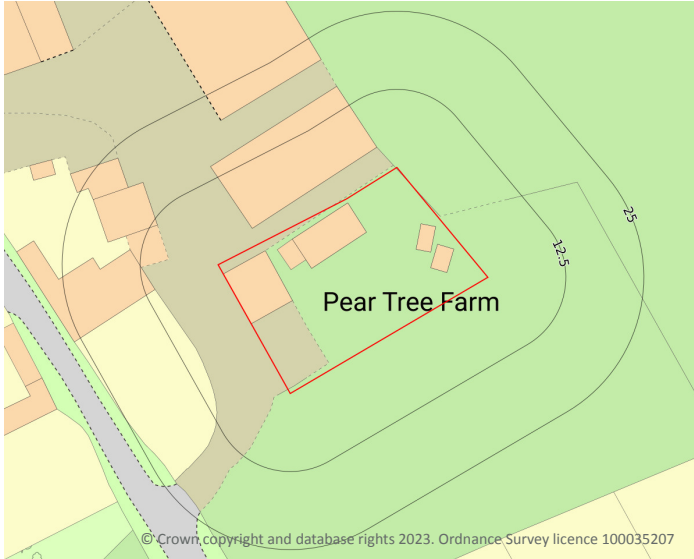 25
12.5
Pear Tree Farm
© Crown copyright and database rights 2023. Ordnance Survey licence 100035207